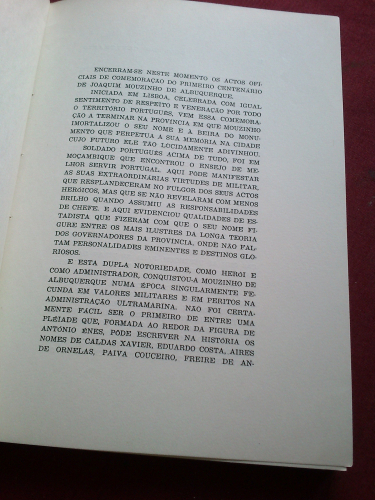 ENCERRAM-SE NESTE MOMENTO OS ACTOS OFI-
CIAIS DE COMEMORAÇÃO DO PRIMEIRO CENTENÁRIO
DE JOAQUIM MOUZINHO DE ALBUQUERQUE.
INICIADA EM LISBOA, CELEBRADA COM IGUAL
SENTIMENTO DE RESPEITO E VENERAÇÃO POR TODO
O TERRITÓRIO PORTUGUÊS, VEM ESSA COMEMORA-
ÇÃO A TERMINAR NA PROVÍNCIA EM QUE MOUZINHO
IMORTALIZOU O SEU NOME E À BEIRA DO MONU-
MENTO QUE PERPETUA A SUA MEMÓRIA NA CIDADE
CUJO FUTURO ELE TÃO LÙCIDAMENTE ADIVINHOU.
SOLDADO PORTUGUÊS ACIMA DE TUDO, FOI EM
MOÇAMBIQUE QUE ENCONTROU O ENSEJO DE ME-
LHOR SERVIR PORTUGAL. AQUI PODE MANIFESTAR
AS SUAS EXTRAORDINÁRIAS VIRTUDES DE MILITAR,
QUE RESPLANDECERAM NO FULGOR DOS SEUS ACTOS
HERÓICOS, MAS QUE SE NÃO REVELARAM COM MENOS
BRILHO QUANDO ASSUMIU AS RESPONSABILIDADES
DE CHEFE. E AQUI EVIDENCIOU QUALIDADES DE ES-
TADISTA QUE FIZERAM COM QUE O SEU NOME FI-
GURE ENTRE OS MAIS ILUSTRES DA LONGA TEORIA
DOS GOVERNADORES DA PROVÍNCIA, ONDE NÃO FAL-
TAM PERSONALIDADES EMINENTES E DESTINOS GLO-
RIOSOS.
E ESTA DUPLA NOTORIEDADE, COMO HERÓI E
COMO ADMINISTRADOR, CONQUISTOU-A MOUZINHO DE
ALBUQUERQUE NUMA ÉPOCA SINGULARMENTE FE-
CUNDA EM VALORES MILITARES E EM PERITOS NA
ADMINISTRAÇÃO ULTRAMARINA. NÃO FOI CERTA-
MENTE FÁCIL SER O PRIMEIRO DE ENTRE UMA
PLÊIADE QUE, FORMADA AO REDOR DA FIGURA DE
ANTÓNIO ENES, PODE ESCREVER NA HISTÓRIA OS
NOMES DE CALDAS XAVIER, EDUARDO COSTA, AIRES
DE ORNELAS, PAIVA COUCEIRO, FREIRE DE AN-